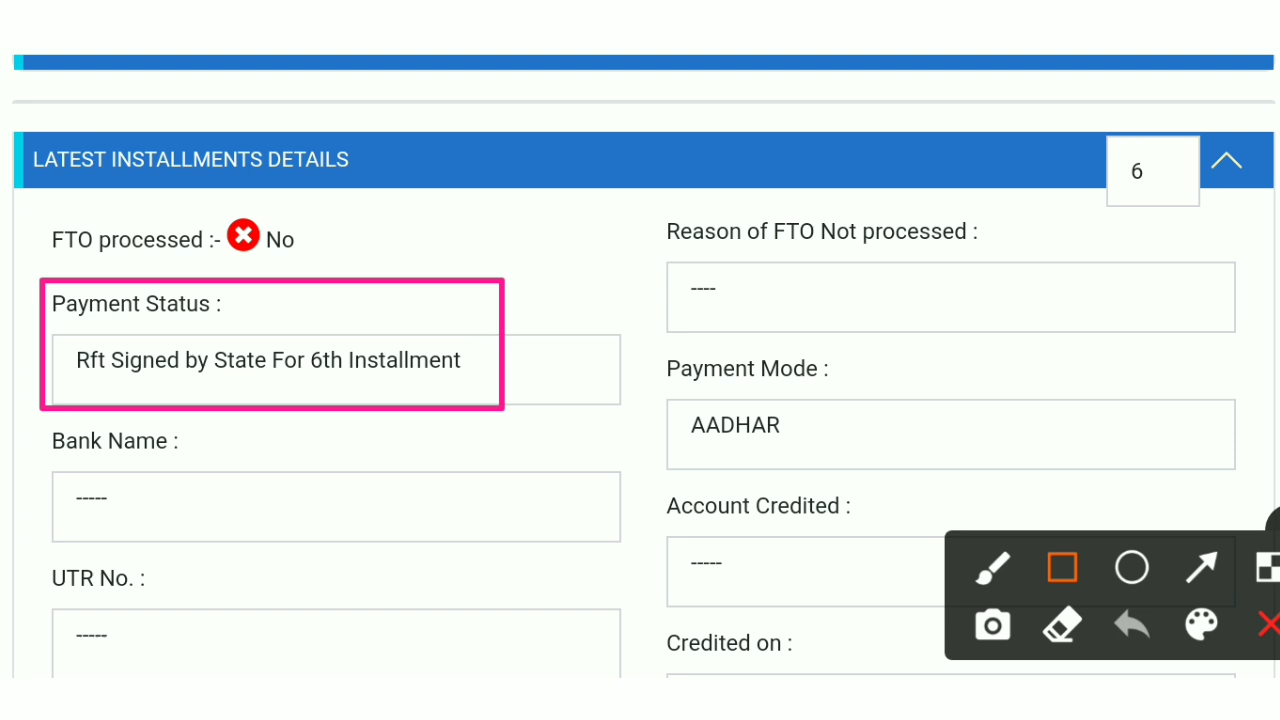 LATEST INSTALLMENTS DETAILS
6
FTO processed :- No
Payment Status :
Rft Signed by State For 6th Installment
Bank Name :
-----
UTR No. :
-----
Reason of FTO Not processed :
----
Payment Mode :
AADHAR
Account Credited :
-----
Credited on :